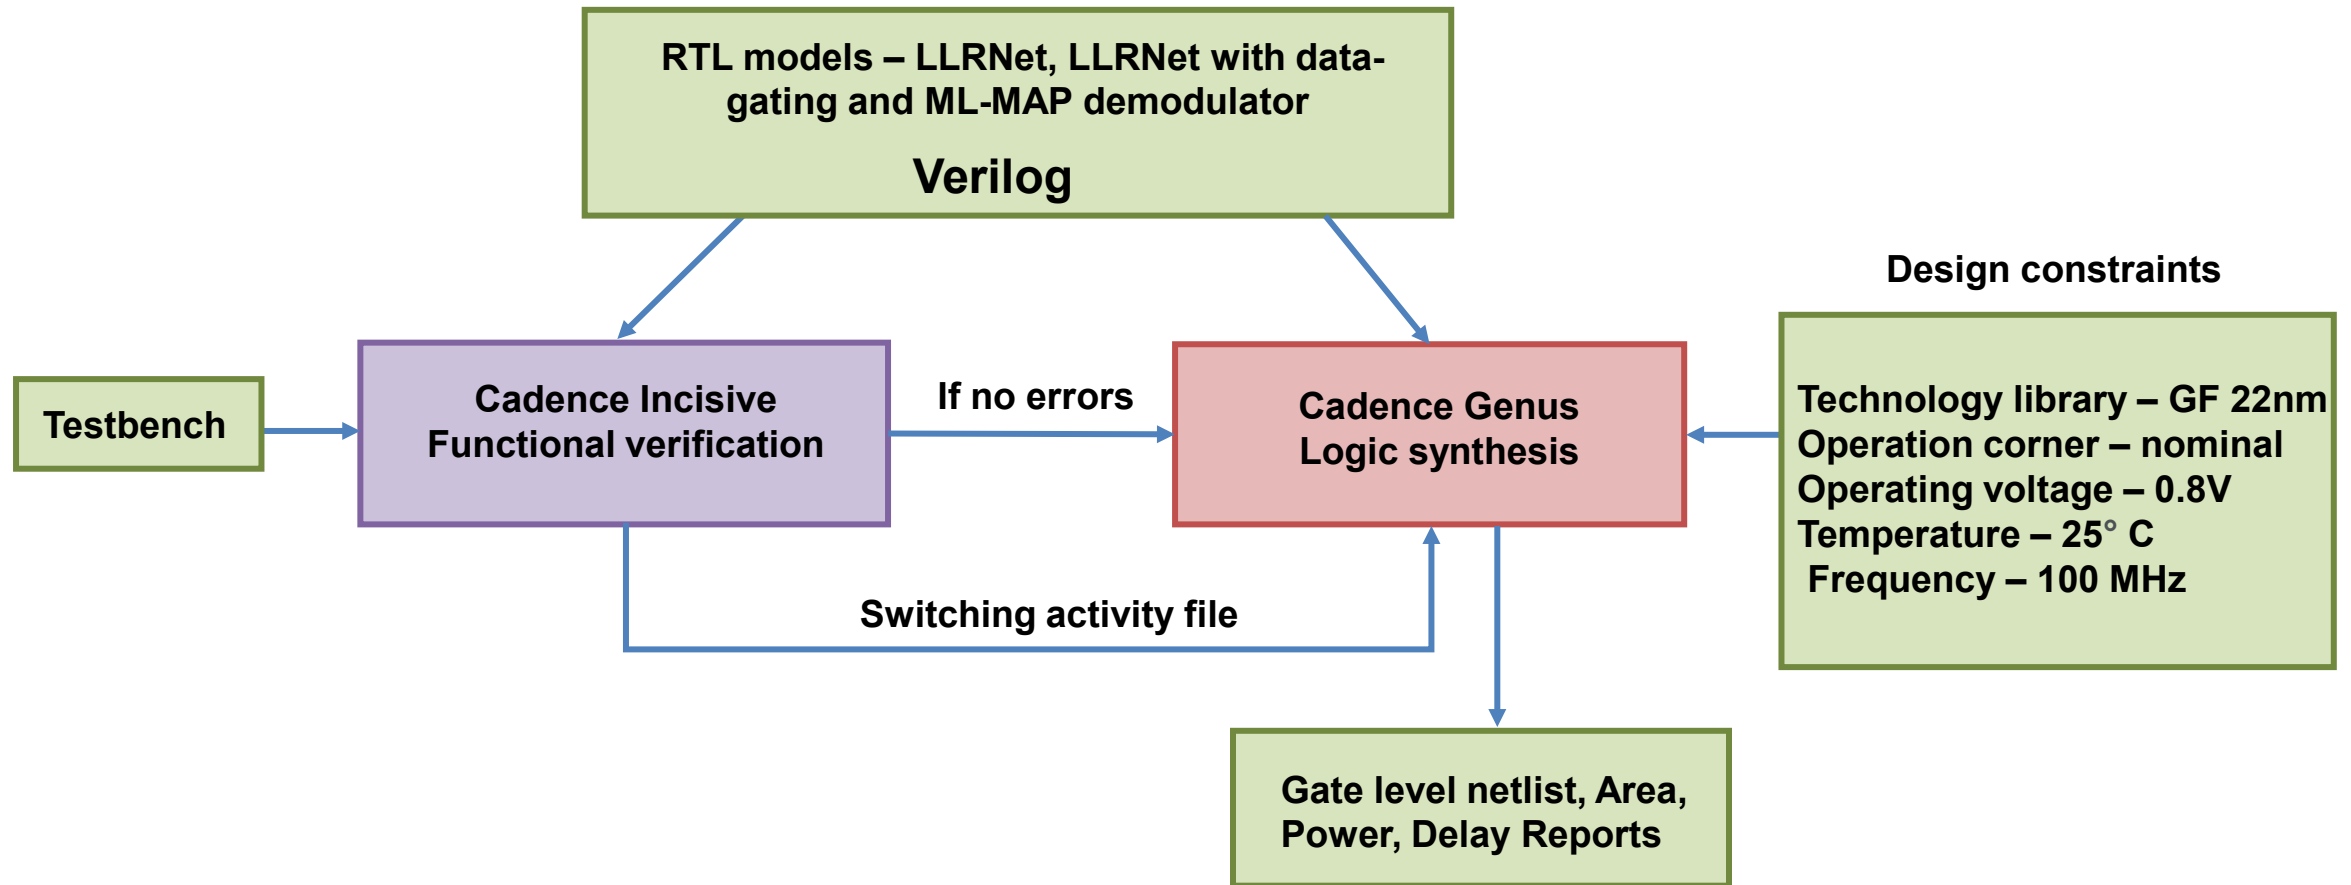 RTL models – LLRNet, LLRNet with data-
gating and ML-MAP demodulator
Verilog
Design constraints
Testbench
Cadence Incisive
Functional verification
If no errors
Cadence Genus
Logic synthesis
Technology library – GF 22nm
Operation corner – nominal
Operating voltage – 0.8V
Temperature – 25° C
Frequency – 100 MHz
Switching activity file
Gate level netlist, Area,
Power, Delay Reports